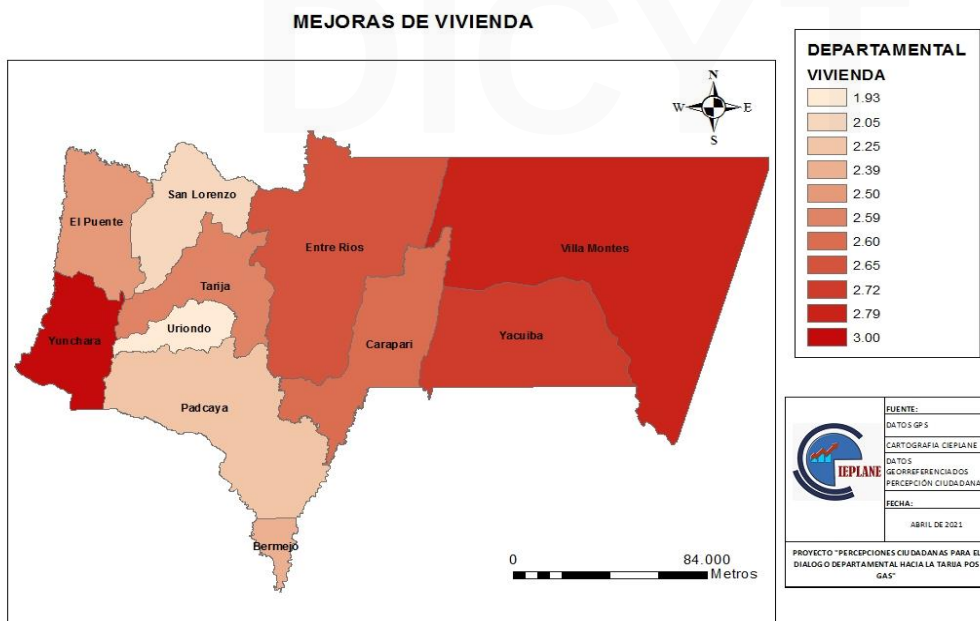 DICYT
MEJORAS DE VIVIENDA
N
W E
S
San Lorenzo
El Puente
Entre Rios
Villa Montes
Tarija
Uriondo
Yunchara
Carapari
Yacuiba
Padcaya
Bermejo
0 84.000
Metros
DEPARTAMENTAL
VIVIENDA
1.93
2.05
2.25
2.39
2.50
2.59
2.60
2.65
2.72
2.79
3.00
CIEPLANE
FUENTE:
DATOS GPS
CARTOGRAFIA CIEPLANE
DATOS
GEORREFERENCIADOS
PERCEPCIÓN CIUDADANA
FECHA:
ABRIL DE 2021
PROYECTO "PERCEPCIONES CIUDADANAS PARA EL
DIALOGO DEPARTAMENTAL HACIA LA TARIJA POS
GAS"